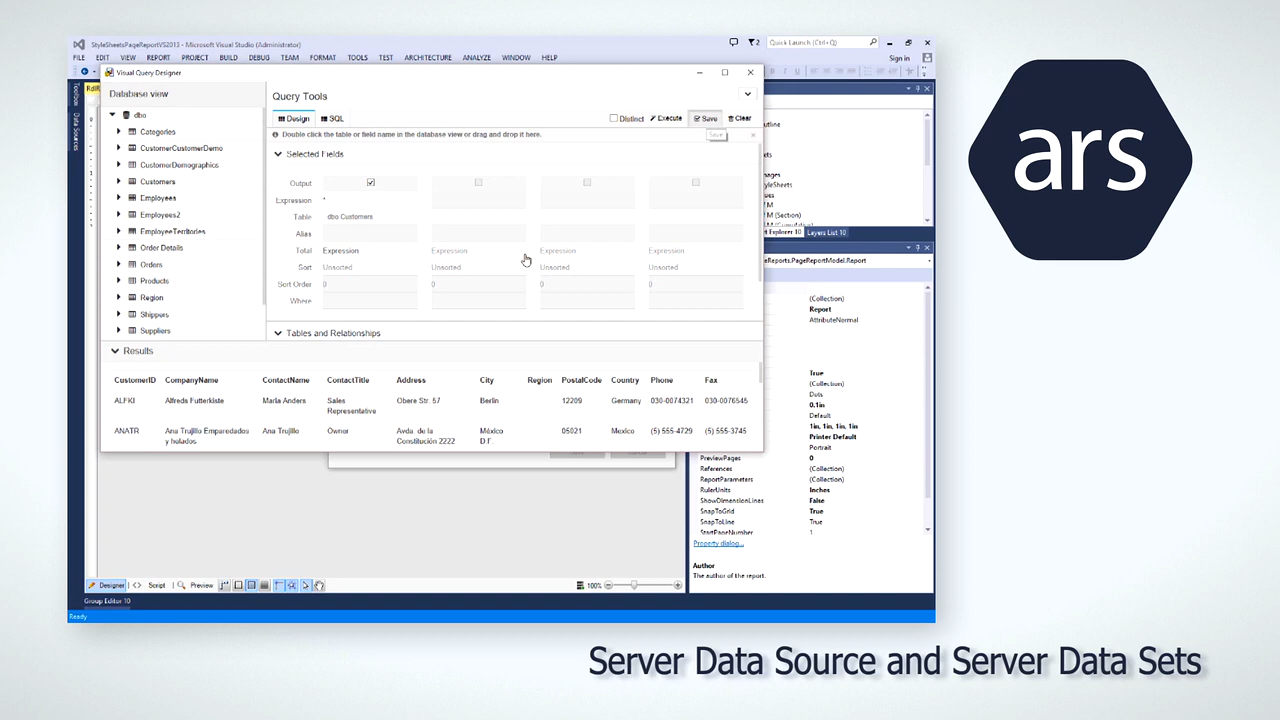 StyleSheetsPageReportVS2013 - Microsoft Visual Studio (Administrator)
2
Quick Launch (Ctrl+Q)
FILE EDIT VIEW REPORT PROJECT BUILD DEBUG TEAM FORMAT TOOLS TEST ARCHITECTURE ANALYZE WINDOW HELP
Sign in
Toolbox
Data Sources
Visual Query Designer
Database view
dbo
Categories
CustomerCustomerDemo
CustomerDemographics
Customers
Employees
Employees2
EmployeeTerritories
Order Details
Orders
Products
Region
Shippers
Suppliers
Query Tools
Design SQL
Distinct Execute Save Clear
Save
Double click the table or field name in the database view or drag and drop it here.
Selected Fields
Output
Expression *
Table dbo Customers
Alias
Total Expression Expression Expression Expression
Sort Unsorted Unsorted Unsorted Unsorted
Sort Order 0 0 0 0
Where
Tables and Relationships
Results
CustomerID CompanyName ContactName ContactTitle Address City Region PostalCode Country Phone Fax
ALFKI Alfreds Futterkiste Maria Anders Sales Representative Obere Str. 57 Berlin 12209 Germany 030-0074321 030-0076545
ANATR Ana Trujillo Emparedados y helados Ana Trujillo Owner Avda. de la Constitución 2222 México D.F. 05021 Mexico (5) 555-4729 (5) 555-3745
Layers List 10
eReports.PageReportModel.Report
(Collection)
Report
AttributeNormal
True
(Collection)
Dots
0.1in
Default
1in, 1in, 1in, 1in
Printer Default
Portrait
PreviewPages 0
References (Collection)
ReportParameters (Collection)
RulerUnits Inches
ShowDimensionLines False
SnapToGrid True
SnapToLine True
StartPageNumber 1
Property dialog...
Author
The author of the report.
Designer Script Preview
100%
Group Editor 10
Ready
ars
Server Data Source and Server Data Sets